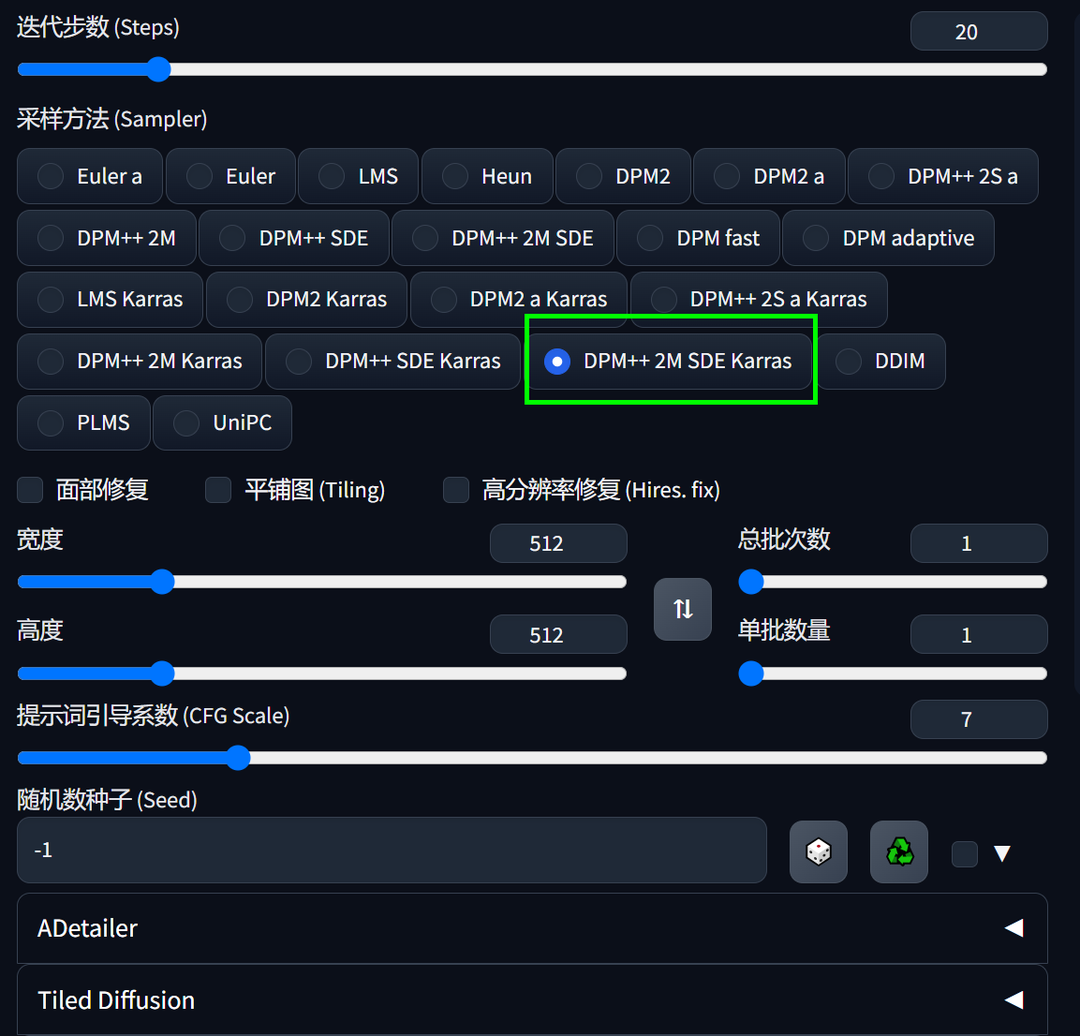 迭代步数 (Steps)
20
采样方法 (Sampler)
Euler a Euler LMS Heun DPM2 DPM2 a DPM++ 2S a
DPM++ 2M DPM++ SDE DPM++ 2M SDE DPM fast DPM adaptive
LMS Karras DPM2 Karras DPM2 a Karras DPM++ 2S a Karras
DPM++ 2M Karras DPM++ SDE Karras DPM++ 2M SDE Karras DDIM
PLMS UniPC
面部修复 平铺图 (Tiling) 高分辨率修复 (Hires. fix)
宽度 512 总批次数 1
高度 512 单批数量 1
提示词引导系数 (CFG Scale) 7
随机数种子 (Seed)
-1
ADetailer
Tiled Diffusion